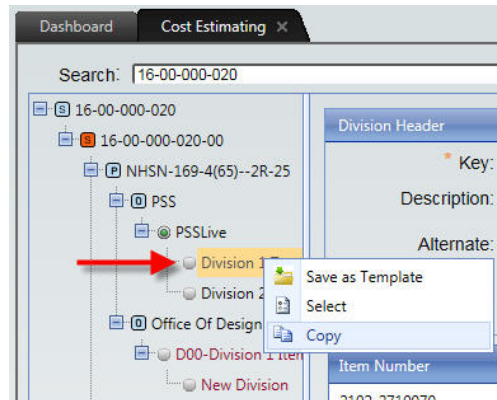 Dashboard Cost Estimating ×
Search: 16-00-000-020
S 16-00-000-020
S 16-00-000-020-00
P NHSN-169-4(65)--2R-25
O PSS
PSSLive
Division 1
Division 2
O Office Of Design
D00-Division 1 Item
New Division
Division Header
* Key:
Description:
Alternate:
Save as Template
Select
Copy
Item Number